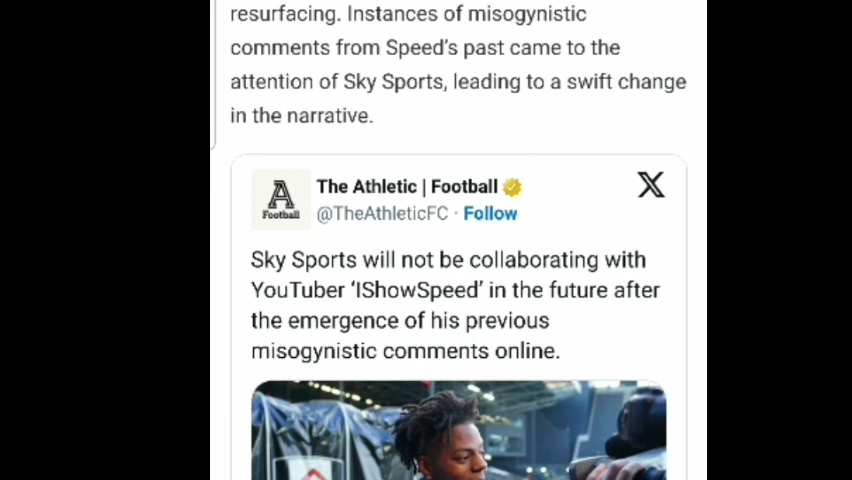 resurfacing. Instances of misogynistic
comments from Speed's past came to the
attention of Sky Sports, leading to a swift change
in the narrative.
The Athletic | Football
@TheAthleticFC · Follow
A
Football
Sky Sports will not be collaborating with
YouTuber ‘IShowSpeed’ in the future after
the emergence of his previous
misogynistic comments online.